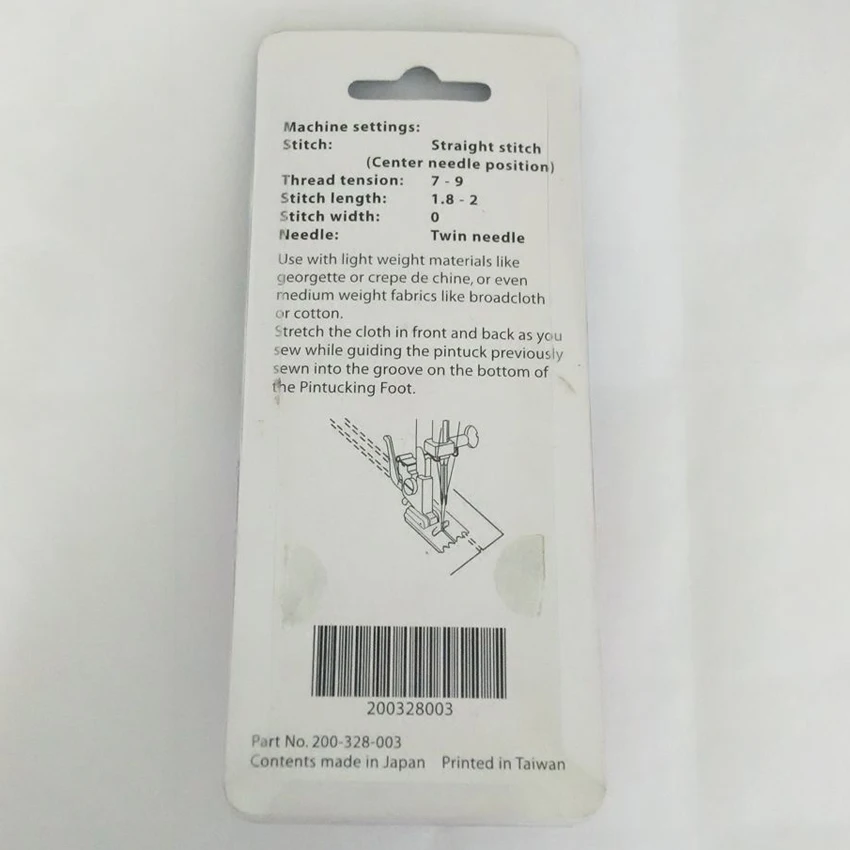 Machine settings:
Stitch: Straight stitch
(Center needle position)
Thread tension: 7 - 9
Stitch length: 1.8 - 2
Stitch width: 0
Needle: Twin needle
Use with light weight materials like
georgette or crepe de chine, or even
medium weight fabrics like broadcloth
or cotton.
Stretch the cloth in front and back as you
sew while guiding the pintuck previously
sewn into the groove on the bottom of
the Pintucking Foot.
200328003
Part No. 200-328-003
Contents made in Japan Printed in Taiwan